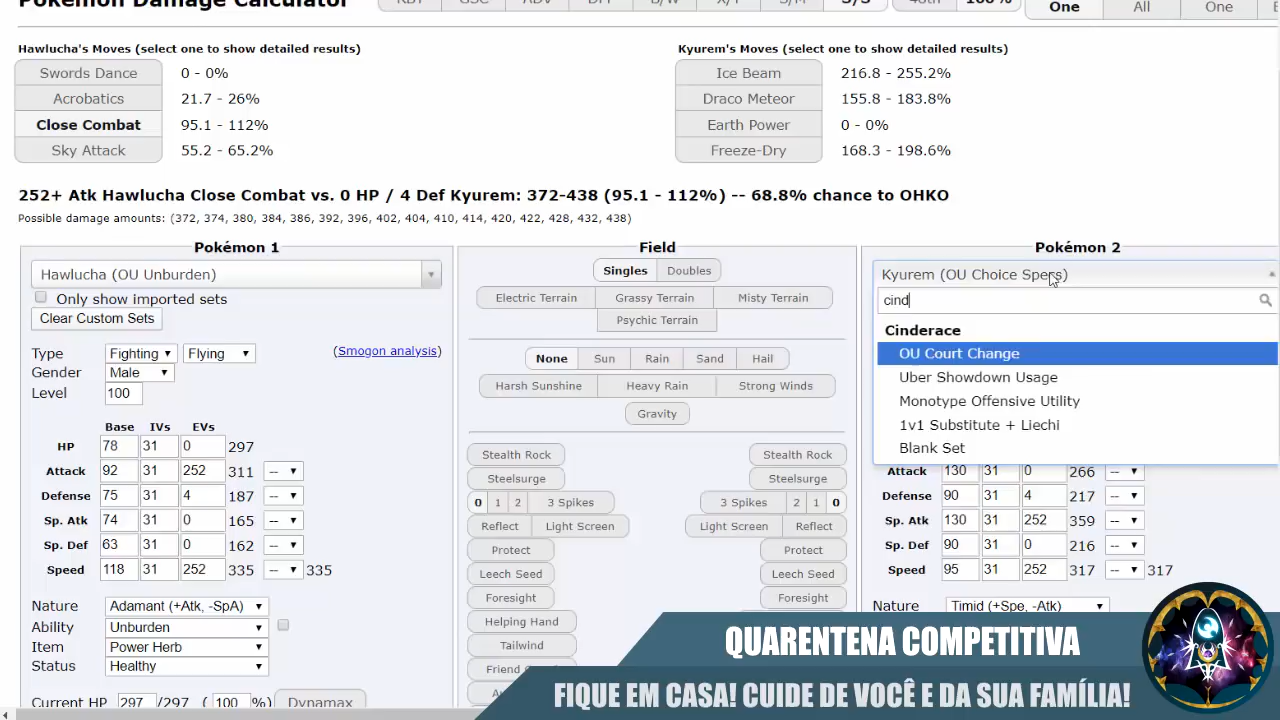 Pokémon Damage Calculator
One All One
Hawlucha's Moves (select one to show detailed results)
Swords Dance 0 - 0%
Acrobatics 21.7 - 26%
Close Combat 95.1 - 112%
Sky Attack 55.2 - 65.2%
Kyurem's Moves (select one to show detailed results)
Ice Beam 216.8 - 255.2%
Draco Meteor 155.8 - 183.8%
Earth Power 0 - 0%
Freeze-Dry 168.3 - 198.6%
252+ Atk Hawlucha Close Combat vs. 0 HP / 4 Def Kyurem: 372-438 (95.1 - 112%) -- 68.8% chance to OHKO
Possible damage amounts: (372, 374, 380, 384, 386, 392, 396, 402, 404, 410, 414, 420, 422, 428, 432, 438)
Pokémon 1
Hawlucha (OU Unburden)
Only show imported sets
Clear Custom Sets
Type Fighting Flying (Smogon analysis)
Gender Male
Level 100
Base IVs EVs
HP 78 31 0 297
Attack 92 31 252 311 --
Defense 75 31 4 187 --
Sp. Atk 74 31 0 165 --
Sp. Def 63 31 0 162 --
Speed 118 31 252 335 -- 335
Nature Adamant (+Atk, -SpA)
Ability Unburden
Item Power Herb
Status Healthy
Current HP 297 /297 ( 100 %) Dynamax
Field
Singles Doubles
Electric Terrain Grassy Terrain Misty Terrain
Psychic Terrain
None Sun Rain Sand Hail
Harsh Sunshine Heavy Rain Strong Winds
Gravity
Stealth Rock Stealth Rock
Steelsurge Steelsurge
0 1 2 3 Spikes 3 Spikes 2 1 0
Reflect Light Screen Light Screen Reflect
Protect Protect
Leech Seed Leech Seed
Foresight Foresight
Helping Hand
Tailwind
Friend
Pokémon 2
Kyurem (OU Choice Specs)
cind
Cinderace
OU Court Change
Uber Showdown Usage
Monotype Offensive Utility
1v1 Substitute + Liechi
Blank Set
Attack 130 31 0 266 --
Defense 90 31 4 217 --
Sp. Atk 130 31 252 359 --
Sp. Def 90 31 0 216 --
Speed 95 31 252 317 -- 317
Nature Timid (+Spe, -Atk)
QUARENTENA COMPETITIVA
FIQUE EM CASA! CUIDE DE VOCÊ E DA SUA FAMÍLIA!